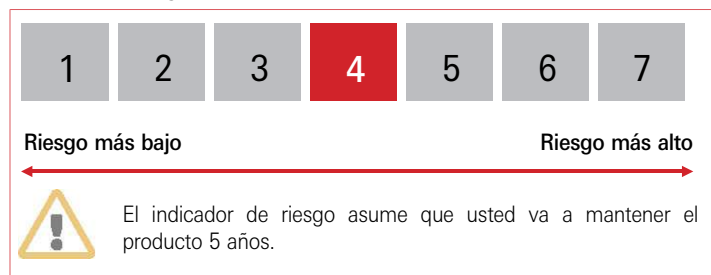 1 2 3 4 5 6 7
Riesgo más bajo Riesgo más alto
El indicador de riesgo asume que usted va a mantener el
producto 5 años.